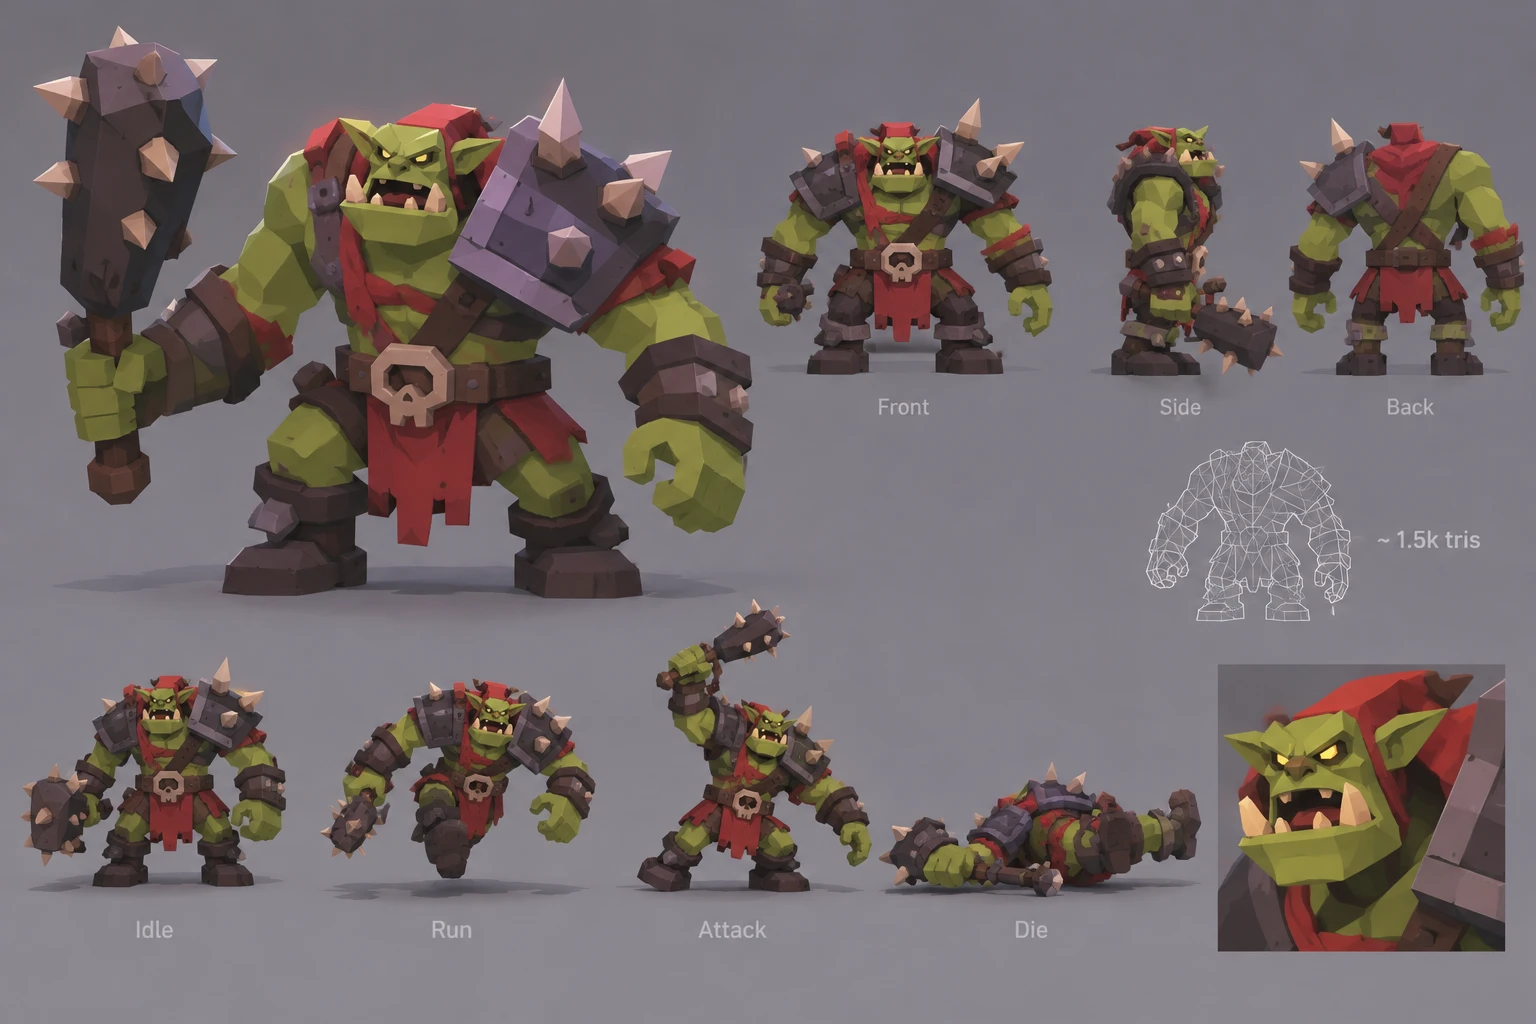 Front
Side
Back
~ 1.5k tris
Idle
Run
Attack
Die